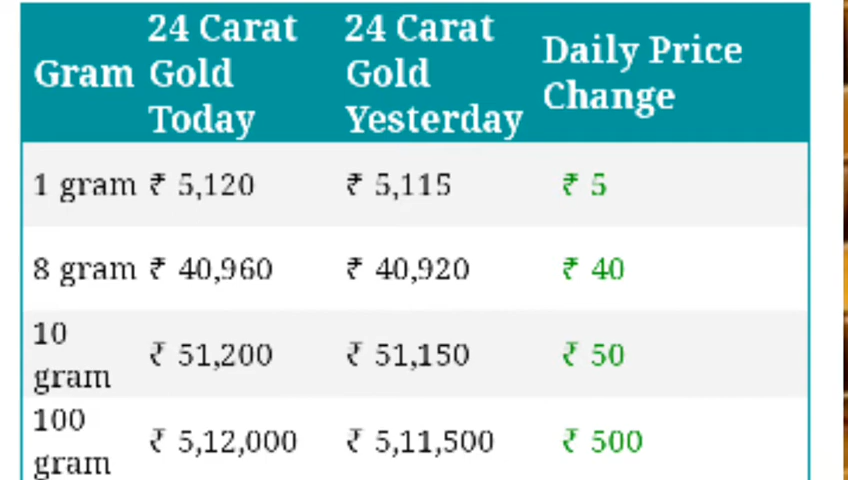 Gram 24 Carat Gold Today 24 Carat Gold Yesterday Daily Price Change
1 gram ₹ 5,120 ₹ 5,115 ₹ 5
8 gram ₹ 40,960 ₹ 40,920 ₹ 40
10 gram ₹ 51,200 ₹ 51,150 ₹ 50
100 gram ₹ 5,12,000 ₹ 5,11,500 ₹ 500